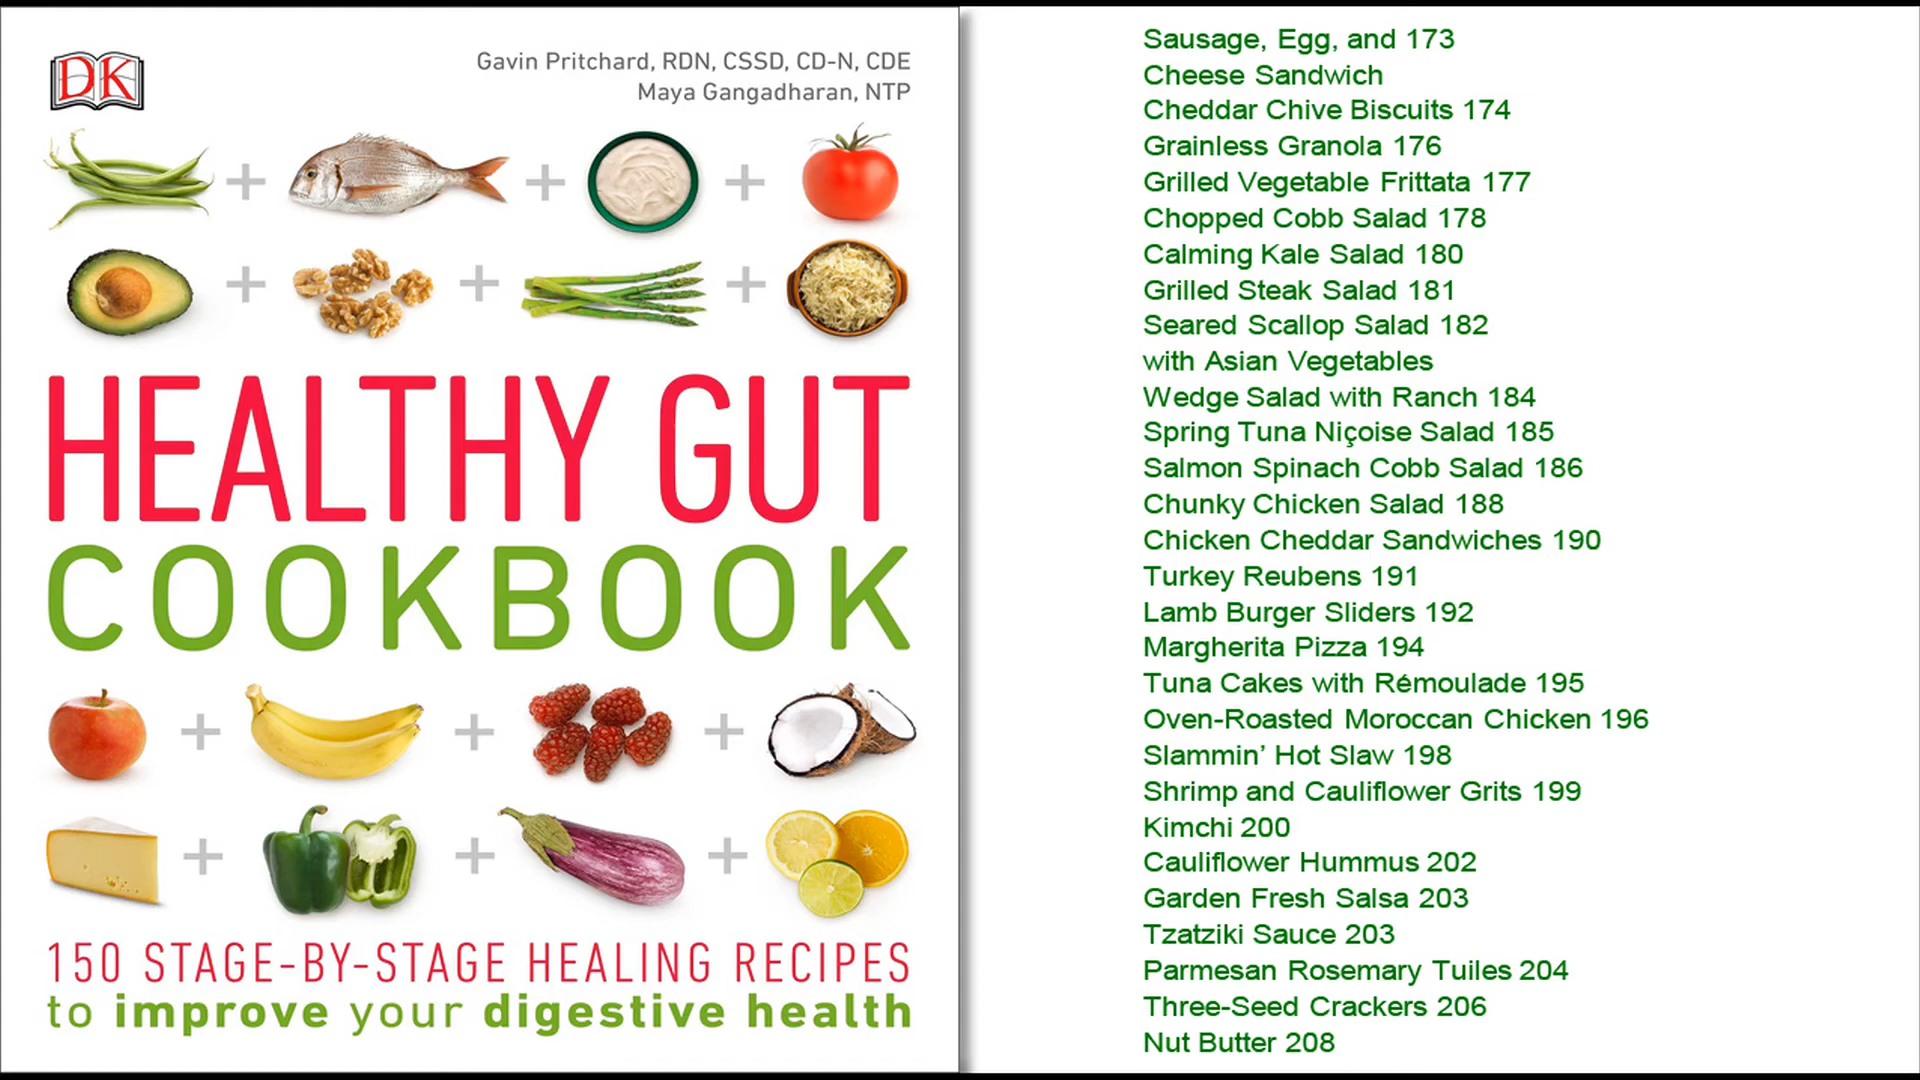 DK
Gavin Pritchard, RDN, CSSD, CD-N, CDE
Maya Gangadharan, NTP
HEALTHY GUT
COOKBOOK
150 STAGE-BY-STAGE HEALING RECIPES
to improve your digestive health
Sausage, Egg, and 173
Cheese Sandwich
Cheddar Chive Biscuits 174
Grainless Granola 176
Grilled Vegetable Frittata 177
Chopped Cobb Salad 178
Calming Kale Salad 180
Grilled Steak Salad 181
Seared Scallop Salad 182
with Asian Vegetables
Wedge Salad with Ranch 184
Spring Tuna Niçoise Salad 185
Salmon Spinach Cobb Salad 186
Chunky Chicken Salad 188
Chicken Cheddar Sandwiches 190
Turkey Reubens 191
Lamb Burger Sliders 192
Margherita Pizza 194
Tuna Cakes with Rémoulade 195
Oven-Roasted Moroccan Chicken 196
Slammin’ Hot Slaw 198
Shrimp and Cauliflower Grits 199
Kimchi 200
Cauliflower Hummus 202
Garden Fresh Salsa 203
Tzatziki Sauce 203
Parmesan Rosemary Tuiles 204
Three-Seed Crackers 206
Nut Butter 208